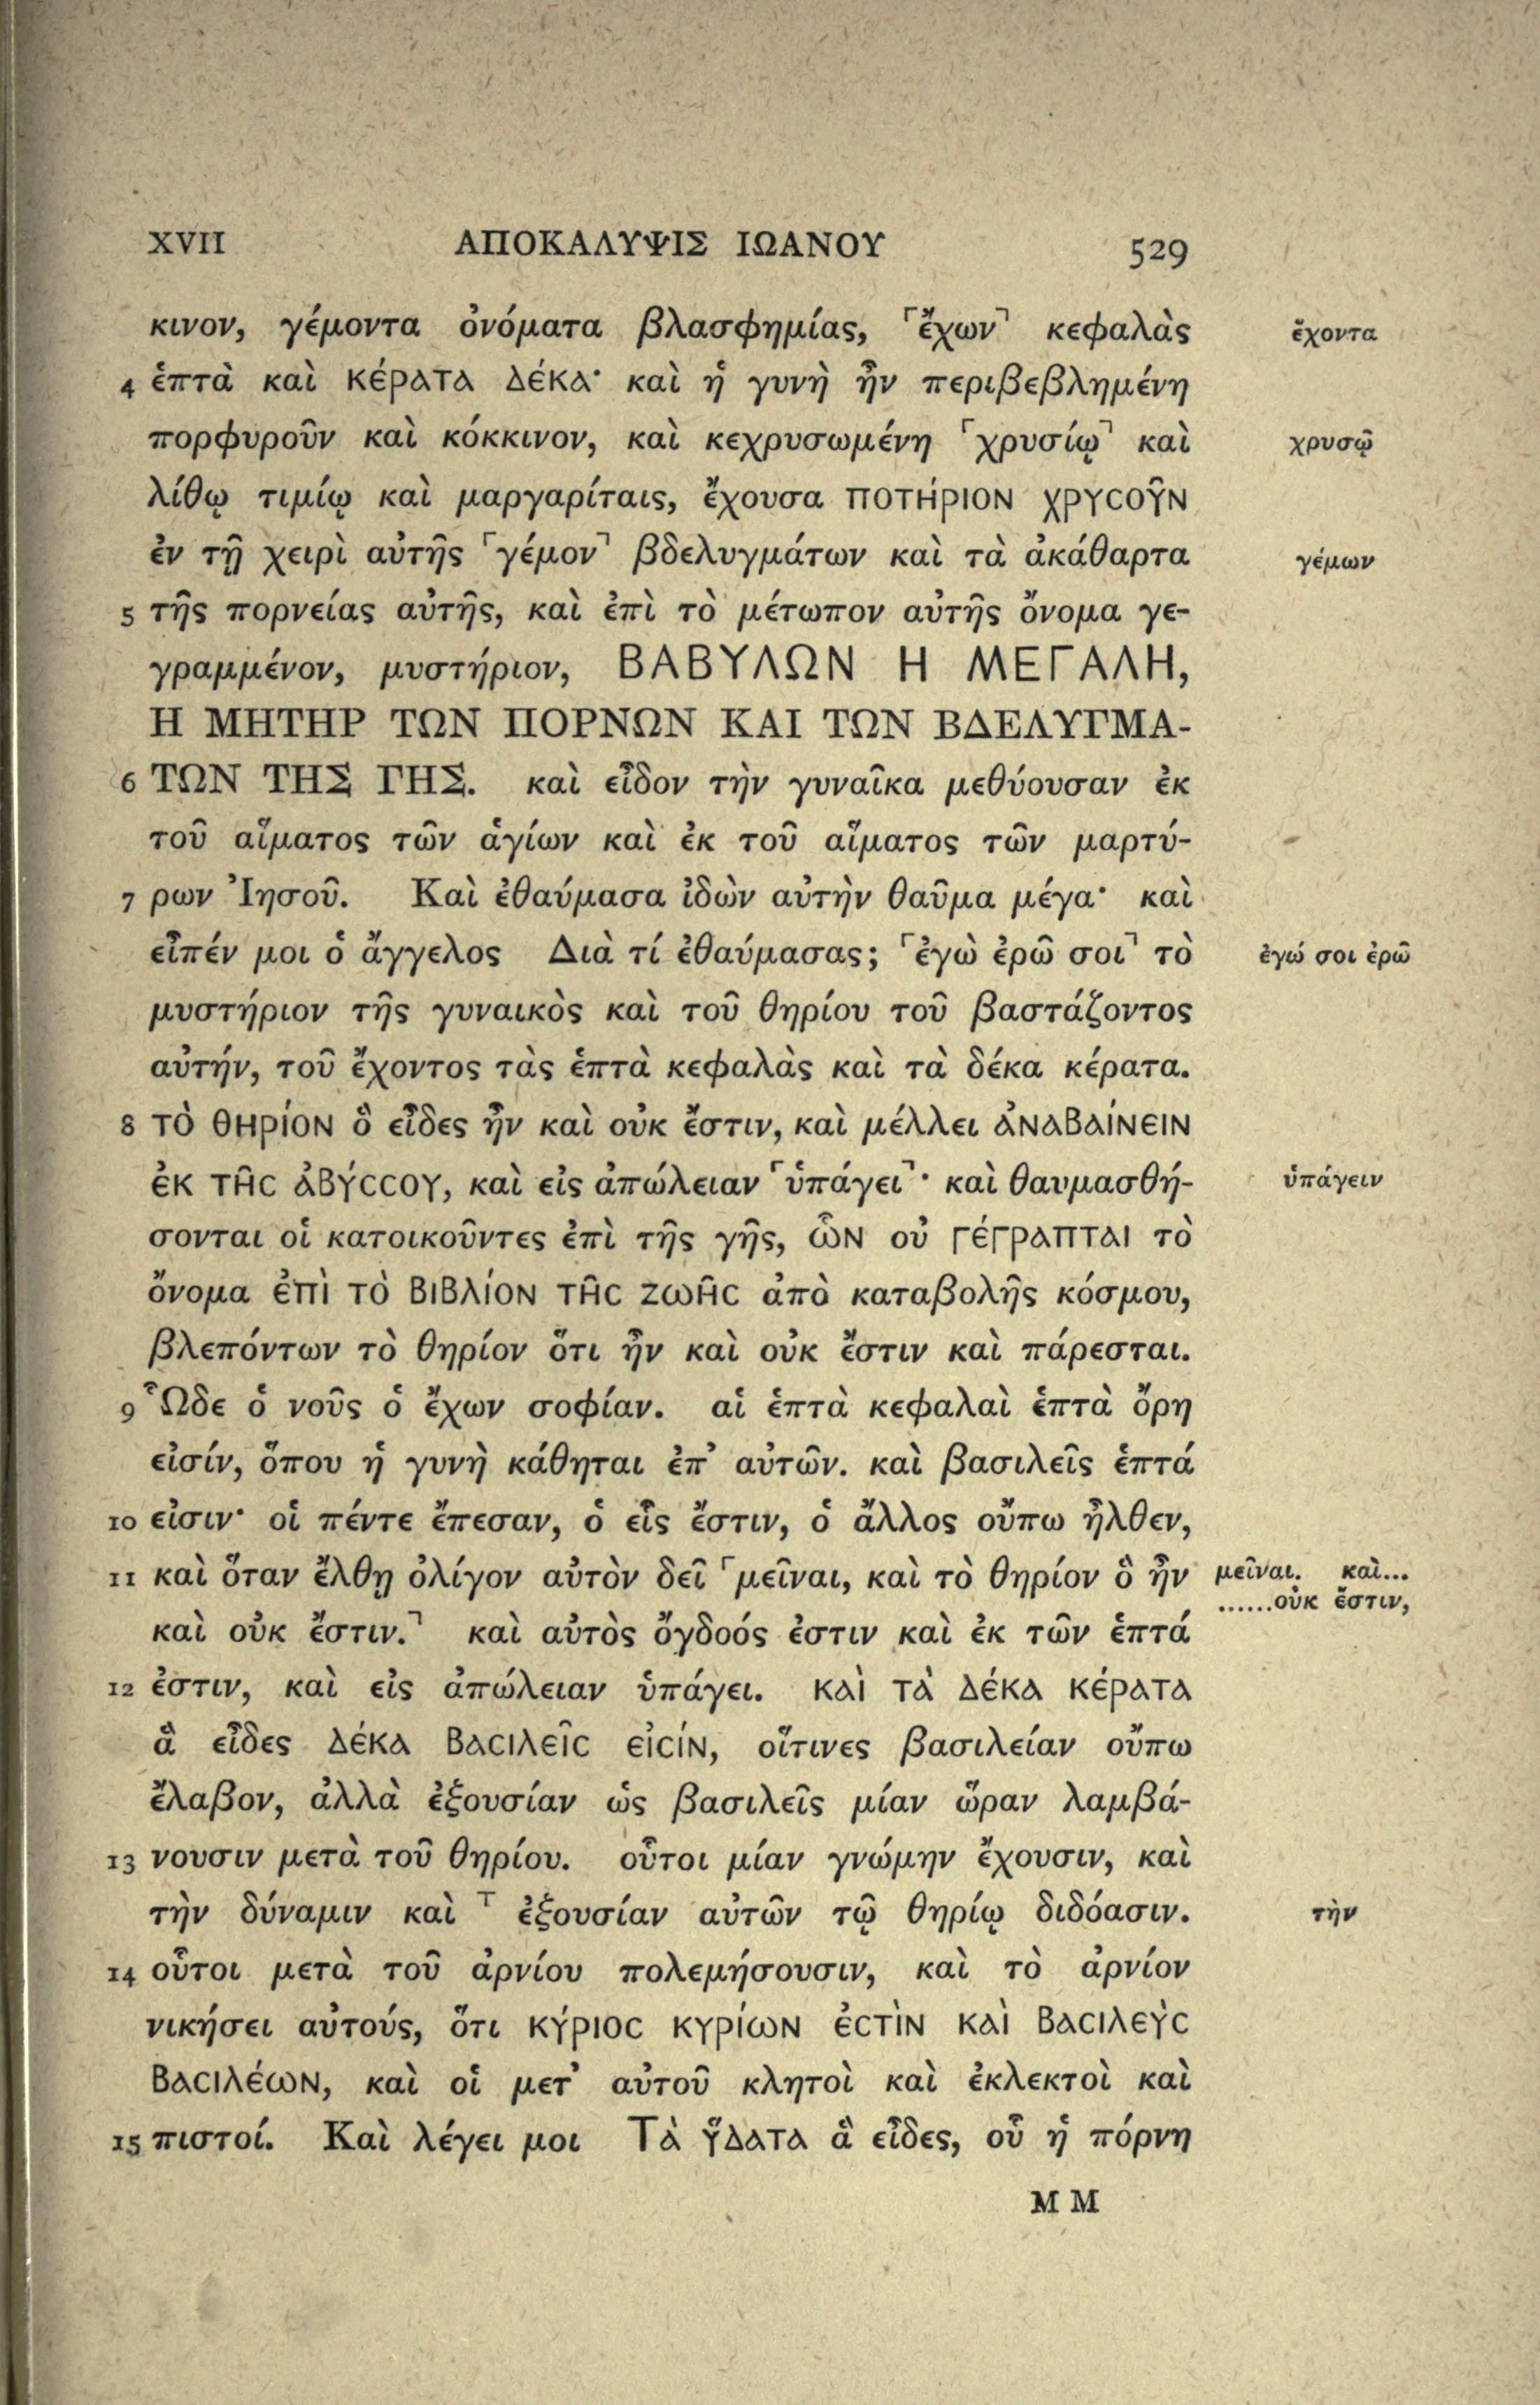 XVII ΑΠΟΚΑΛΥΨΙΣ ΙΩΑΝΟΥ 529
κινον, γέμοντα ὀνόματα βλασφημίας, ⌜ἔχων⌝ κεφαλὰς ἔχοντα
4 ἑπτὰ καὶ κέρατα δέκα· καὶ ἡ γυνὴ ἦν περιβεβλημένη
πορφυροῦν καὶ κόκκινον, καὶ κεχρυσωμένη ⌜χρυσίῳ⌝ καὶ χρυσῷ
λίθῳ τιμίῳ καὶ μαργαρίταις, ἔχουσα ποτήριον χρυσοῦν
ἐν τῇ χειρὶ αὐτῆς ⌜γέμον⌝ βδελυγμάτων καὶ τὰ ἀκάθαρτα γέμων
5 τῆς πορνείας αὐτῆς, καὶ ἐπὶ τὸ μέτωπον αὐτῆς ὄνομα γε-
γραμμένον, μυστήριον, ΒΑΒΥΛΩΝ Η ΜΕΓΑΛΗ,
Η ΜΗΤΗΡ ΤΩΝ ΠΟΡΝΩΝ ΚΑΙ ΤΩΝ ΒΔΕΛΥΓΜΑ-
6 ΤΩΝ ΤΗΣ ΓΗΣ. καὶ εἶδον τὴν γυναῖκα μεθύουσαν ἐκ
τοῦ αἵματος τῶν ἁγίων καὶ ἐκ τοῦ αἵματος τῶν μαρτύ-
7 ρων Ἰησοῦ. Καὶ ἐθαύμασα ἰδὼν αὐτὴν θαῦμα μέγα· καὶ
εἶπέν μοι ὁ ἄγγελος Διὰ τί ἐθαύμασας; ⌜ἐγὼ ἐρῶ σοι⌝ τὸ ἐγώ σοι ἐρῶ
μυστήριον τῆς γυναικὸς καὶ τοῦ θηρίου τοῦ βαστάζοντος
αὐτήν, τοῦ ἔχοντος τὰς ἑπτὰ κεφαλὰς καὶ τὰ δέκα κέρατα.
8 τὸ θηρίον ὃ εἶδες ἦν καὶ οὐκ ἔστιν, καὶ μέλλει ἀναβαίνειν
ἐκ τῆς ἀβύσσου, καὶ εἰς ἀπώλειαν ⌜ὑπάγει⌝· καὶ θαυμασθή- ὑπάγειν
σονται οἱ κατοικοῦντες ἐπὶ τῆς γῆς, ὧν οὐ γέγραπται τὸ
ὄνομα ἐπὶ τὸ βιβλίον τῆς ζωῆς ἀπὸ καταβολῆς κόσμου,
βλεπόντων τὸ θηρίον ὅτι ἦν καὶ οὐκ ἔστιν καὶ πάρεσται.
9 Ὧδε ὁ νοῦς ὁ ἔχων σοφίαν. αἱ ἑπτὰ κεφαλαὶ ἑπτὰ ὄρη
εἰσίν, ὅπου ἡ γυνὴ κάθηται ἐπ᾽ αὐτῶν. καὶ βασιλεῖς ἑπτά
10 εἰσιν· οἱ πέντε ἔπεσαν, ὁ εἷς ἔστιν, ὁ ἄλλος οὔπω ἦλθεν,
11 καὶ ὅταν ἔλθῃ ὀλίγον αὐτὸν δεῖ ⌜μεῖναι, καὶ τὸ θηρίον ὃ ἦν μεῖναι. καὶ...
......οὐκ ἔστιν,
καὶ οὐκ ἔστιν.⌝ καὶ αὐτὸς ὄγδοός ἐστιν καὶ ἐκ τῶν ἑπτά
12 ἐστιν, καὶ εἰς ἀπώλειαν ὑπάγει. καὶ τὰ δέκα κέρατα
ἃ εἶδες δέκα βασιλεῖς εἰσίν, οἵτινες βασιλείαν οὔπω
ἔλαβον, ἀλλὰ ἐξουσίαν ὡς βασιλεῖς μίαν ὥραν λαμβά-
13 νουσιν μετὰ τοῦ θηρίου. οὗτοι μίαν γνώμην ἔχουσιν, καὶ
τὴν δύναμιν καὶ ⊤ ἐξουσίαν αὐτῶν τῷ θηρίῳ διδόασιν. τὴν
14 οὗτοι μετὰ τοῦ ἀρνίου πολεμήσουσιν, καὶ τὸ ἀρνίον
νικήσει αὐτούς, ὅτι κύριος κυρίων ἐστὶν καὶ βασιλεὺς
βασιλέων, καὶ οἱ μετ᾽ αὐτοῦ κλητοὶ καὶ ἐκλεκτοὶ καὶ
15 πιστοί. Καὶ λέγει μοι Τὰ ὕδατα ἃ εἶδες, οὗ ἡ πόρνη
M M